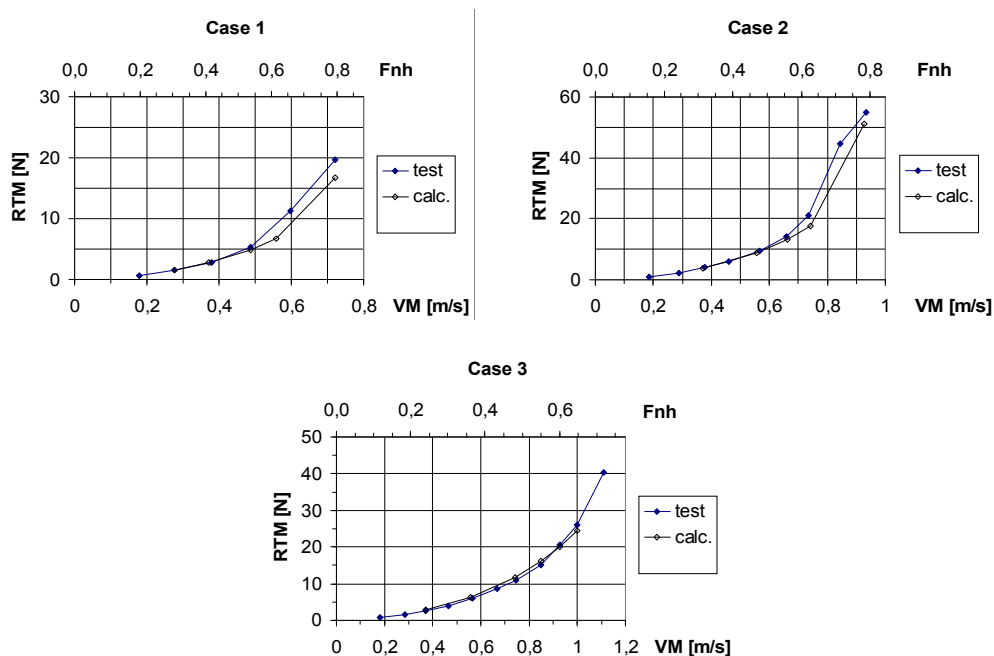 Case 1
0,0 0,2 0,4 0,6 0,8 Fnh
30
20
10
0
RTM [N]
0 0,2 0,4 0,6 0,8 VM [m/s]
test
calc.
Case 2
0,0 0,2 0,4 0,6 0,8 Fnh
60
40
20
0
RTM [N]
0 0,2 0,4 0,6 0,8 1 VM [m/s]
test
calc.
Case 3
0,0 0,2 0,4 0,6 Fnh
50
40
30
20
10
0
RTM [N]
0 0,2 0,4 0,6 0,8 1 1,2 VM [m/s]
test
calc.